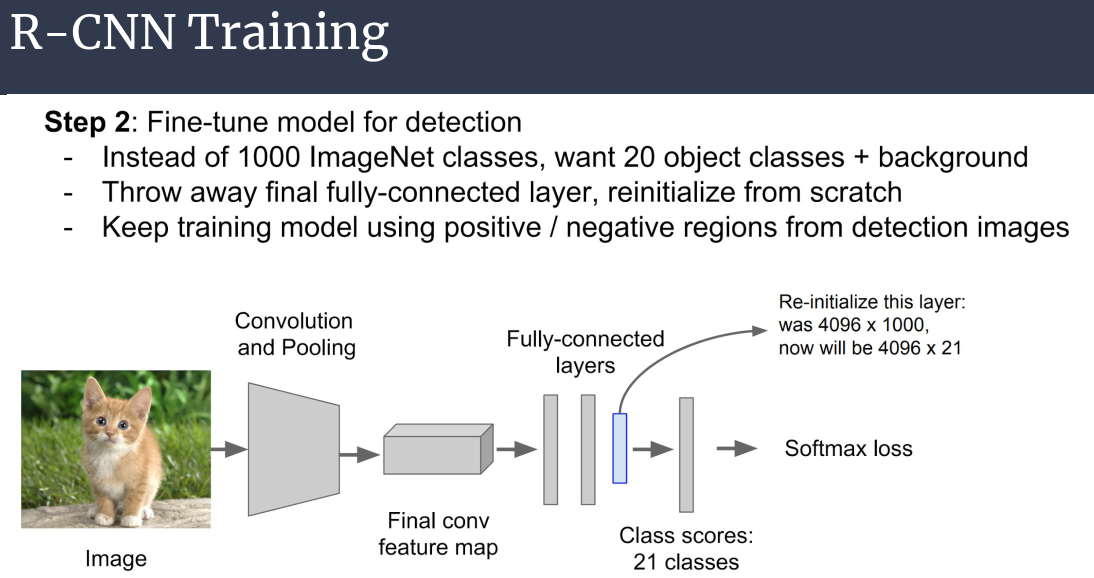 R-CNN Training
Step 2: Fine-tune model for detection
- Instead of 1000 ImageNet classes, want 20 object classes + background
- Throw away final fully-connected layer, reinitialize from scratch
- Keep training model using positive / negative regions from detection images
Re-initialize this layer:
was 4096 x 1000,
now will be 4096 x 21
Convolution
and Pooling
Fully-connected
layers
Softmax loss
Final conv
feature map
Class scores:
21 classes
Image